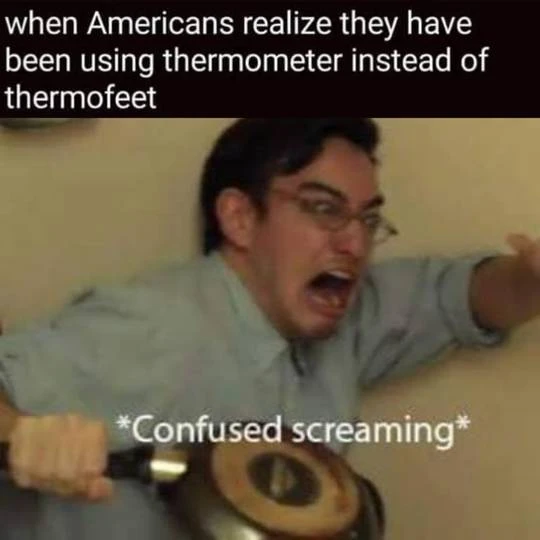 when Americans realize they have
been using thermometer instead of
thermofeet
*Confused screaming*